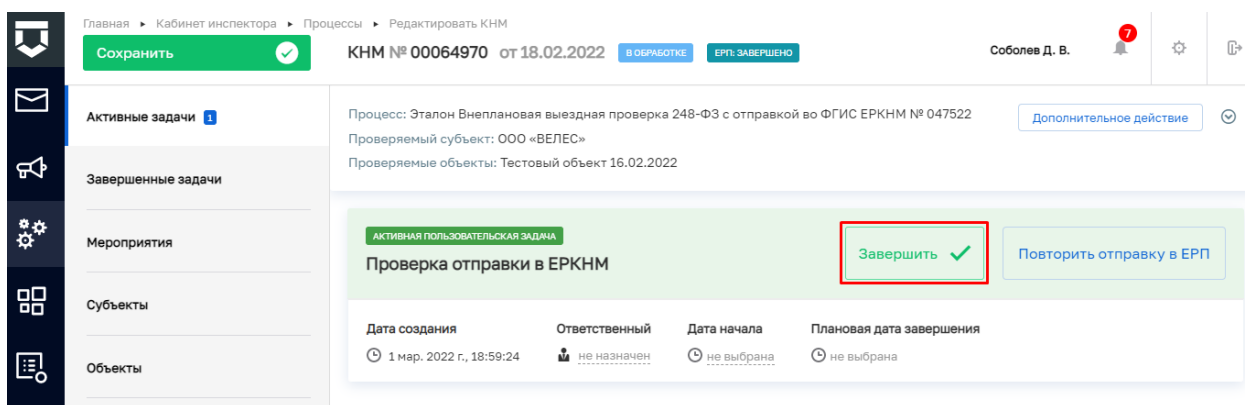 Главная ▸ Кабинет инспектора ▸ Процессы ▸ Редактировать КНМ
Сохранить
КНМ № 00064970 от 18.02.2022 В ОБРАБОТКЕ ЕРП: ЗАВЕРШЕНО
Соболев Д. В.
7
Активные задачи 1
Завершенные задачи
Мероприятия
Субъекты
Объекты
Процесс: Эталон Внеплановая выездная проверка 248-ФЗ с отправкой во ФГИС ЕРКНМ № 047522
Проверяемый субъект: ООО «ВЕЛЕС»
Проверяемые объекты: Тестовый объект 16.02.2022
Дополнительное действие
АКТИВНАЯ ПОЛЬЗОВАТЕЛЬСКАЯ ЗАДАЧА
Проверка отправки в ЕРКНМ
Завершить
Повторить отправку в ЕРП
Дата создания Ответственный Дата начала Плановая дата завершения
1 мар. 2022 г., 18:59:24 не назначен не выбрана не выбрана